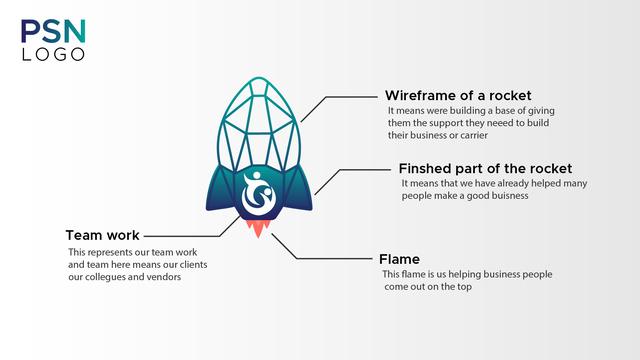 PSN
LOGO
Wireframe of a rocket
It means were building a base of giving
them the support they neeed to build
their business or carrier
Finshed part of the rocket
It means that we have already helped many
people make a good buisness
Team work
This represents our team work
and team here means our clients
our collegues and vendors
Flame
This flame is us helping business people
come out on the top